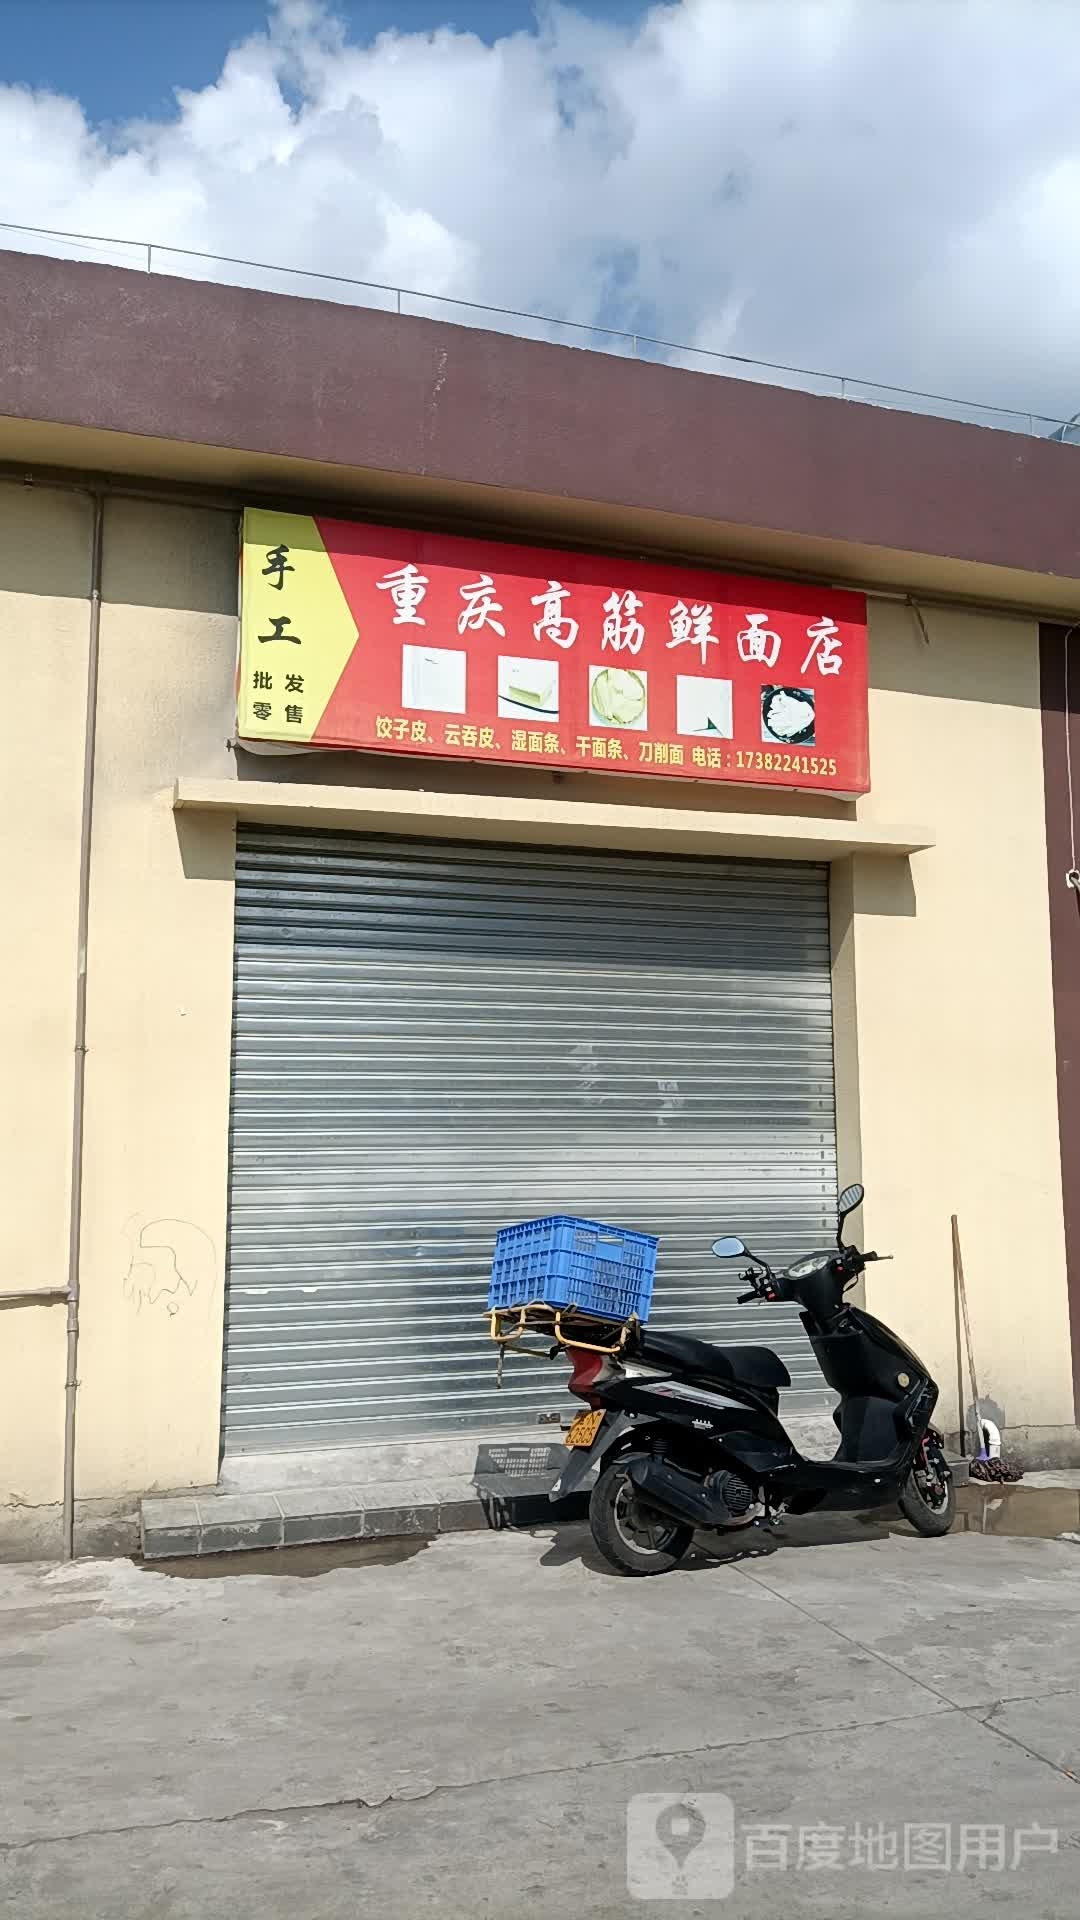 手工
批发
零售
重庆高筋鲜面店
饺子皮、云吞皮、湿面条、干面条、刀削面 电话：17382241525
百度地图用户